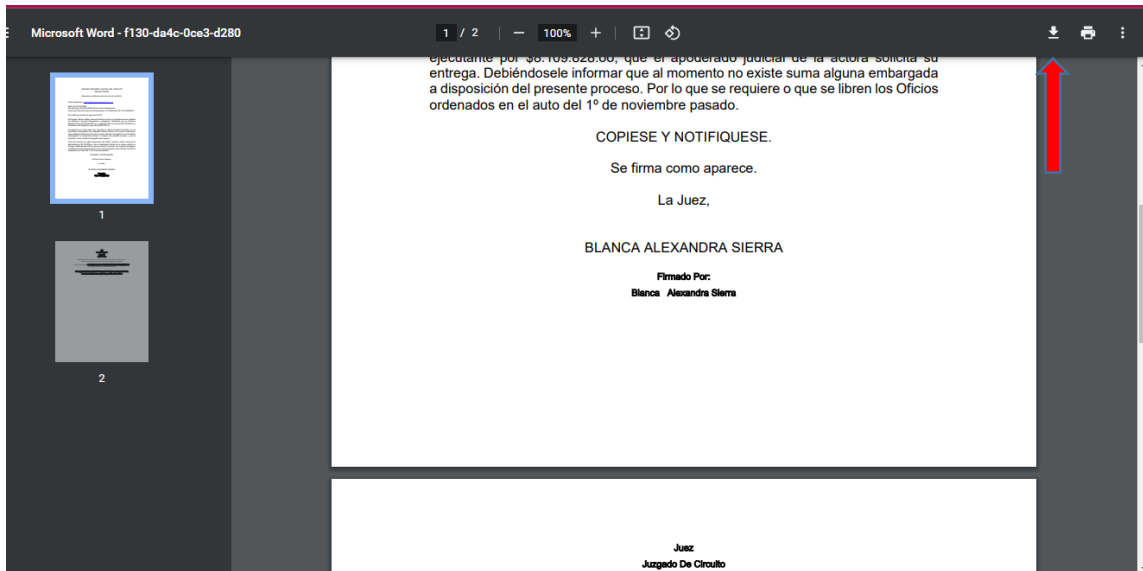 Microsoft Word - f130-da4c-0ce3-d280
1 / 2
100%
1
2
ejecutante por $8.109.828.00, que el apoderado judicial de la actora solicita su
entrega. Debiéndosele informar que al momento no existe suma alguna embargada
a disposición del presente proceso. Por lo que se requiere o que se libren los Oficios
ordenados en el auto del 1º de noviembre pasado.
COPIESE Y NOTIFIQUESE.
Se firma como aparece.
La Juez,
BLANCA ALEXANDRA SIERRA
Firmado Por:
Blanca Alexandra Sierra
Juez
Juzgado De Circuito